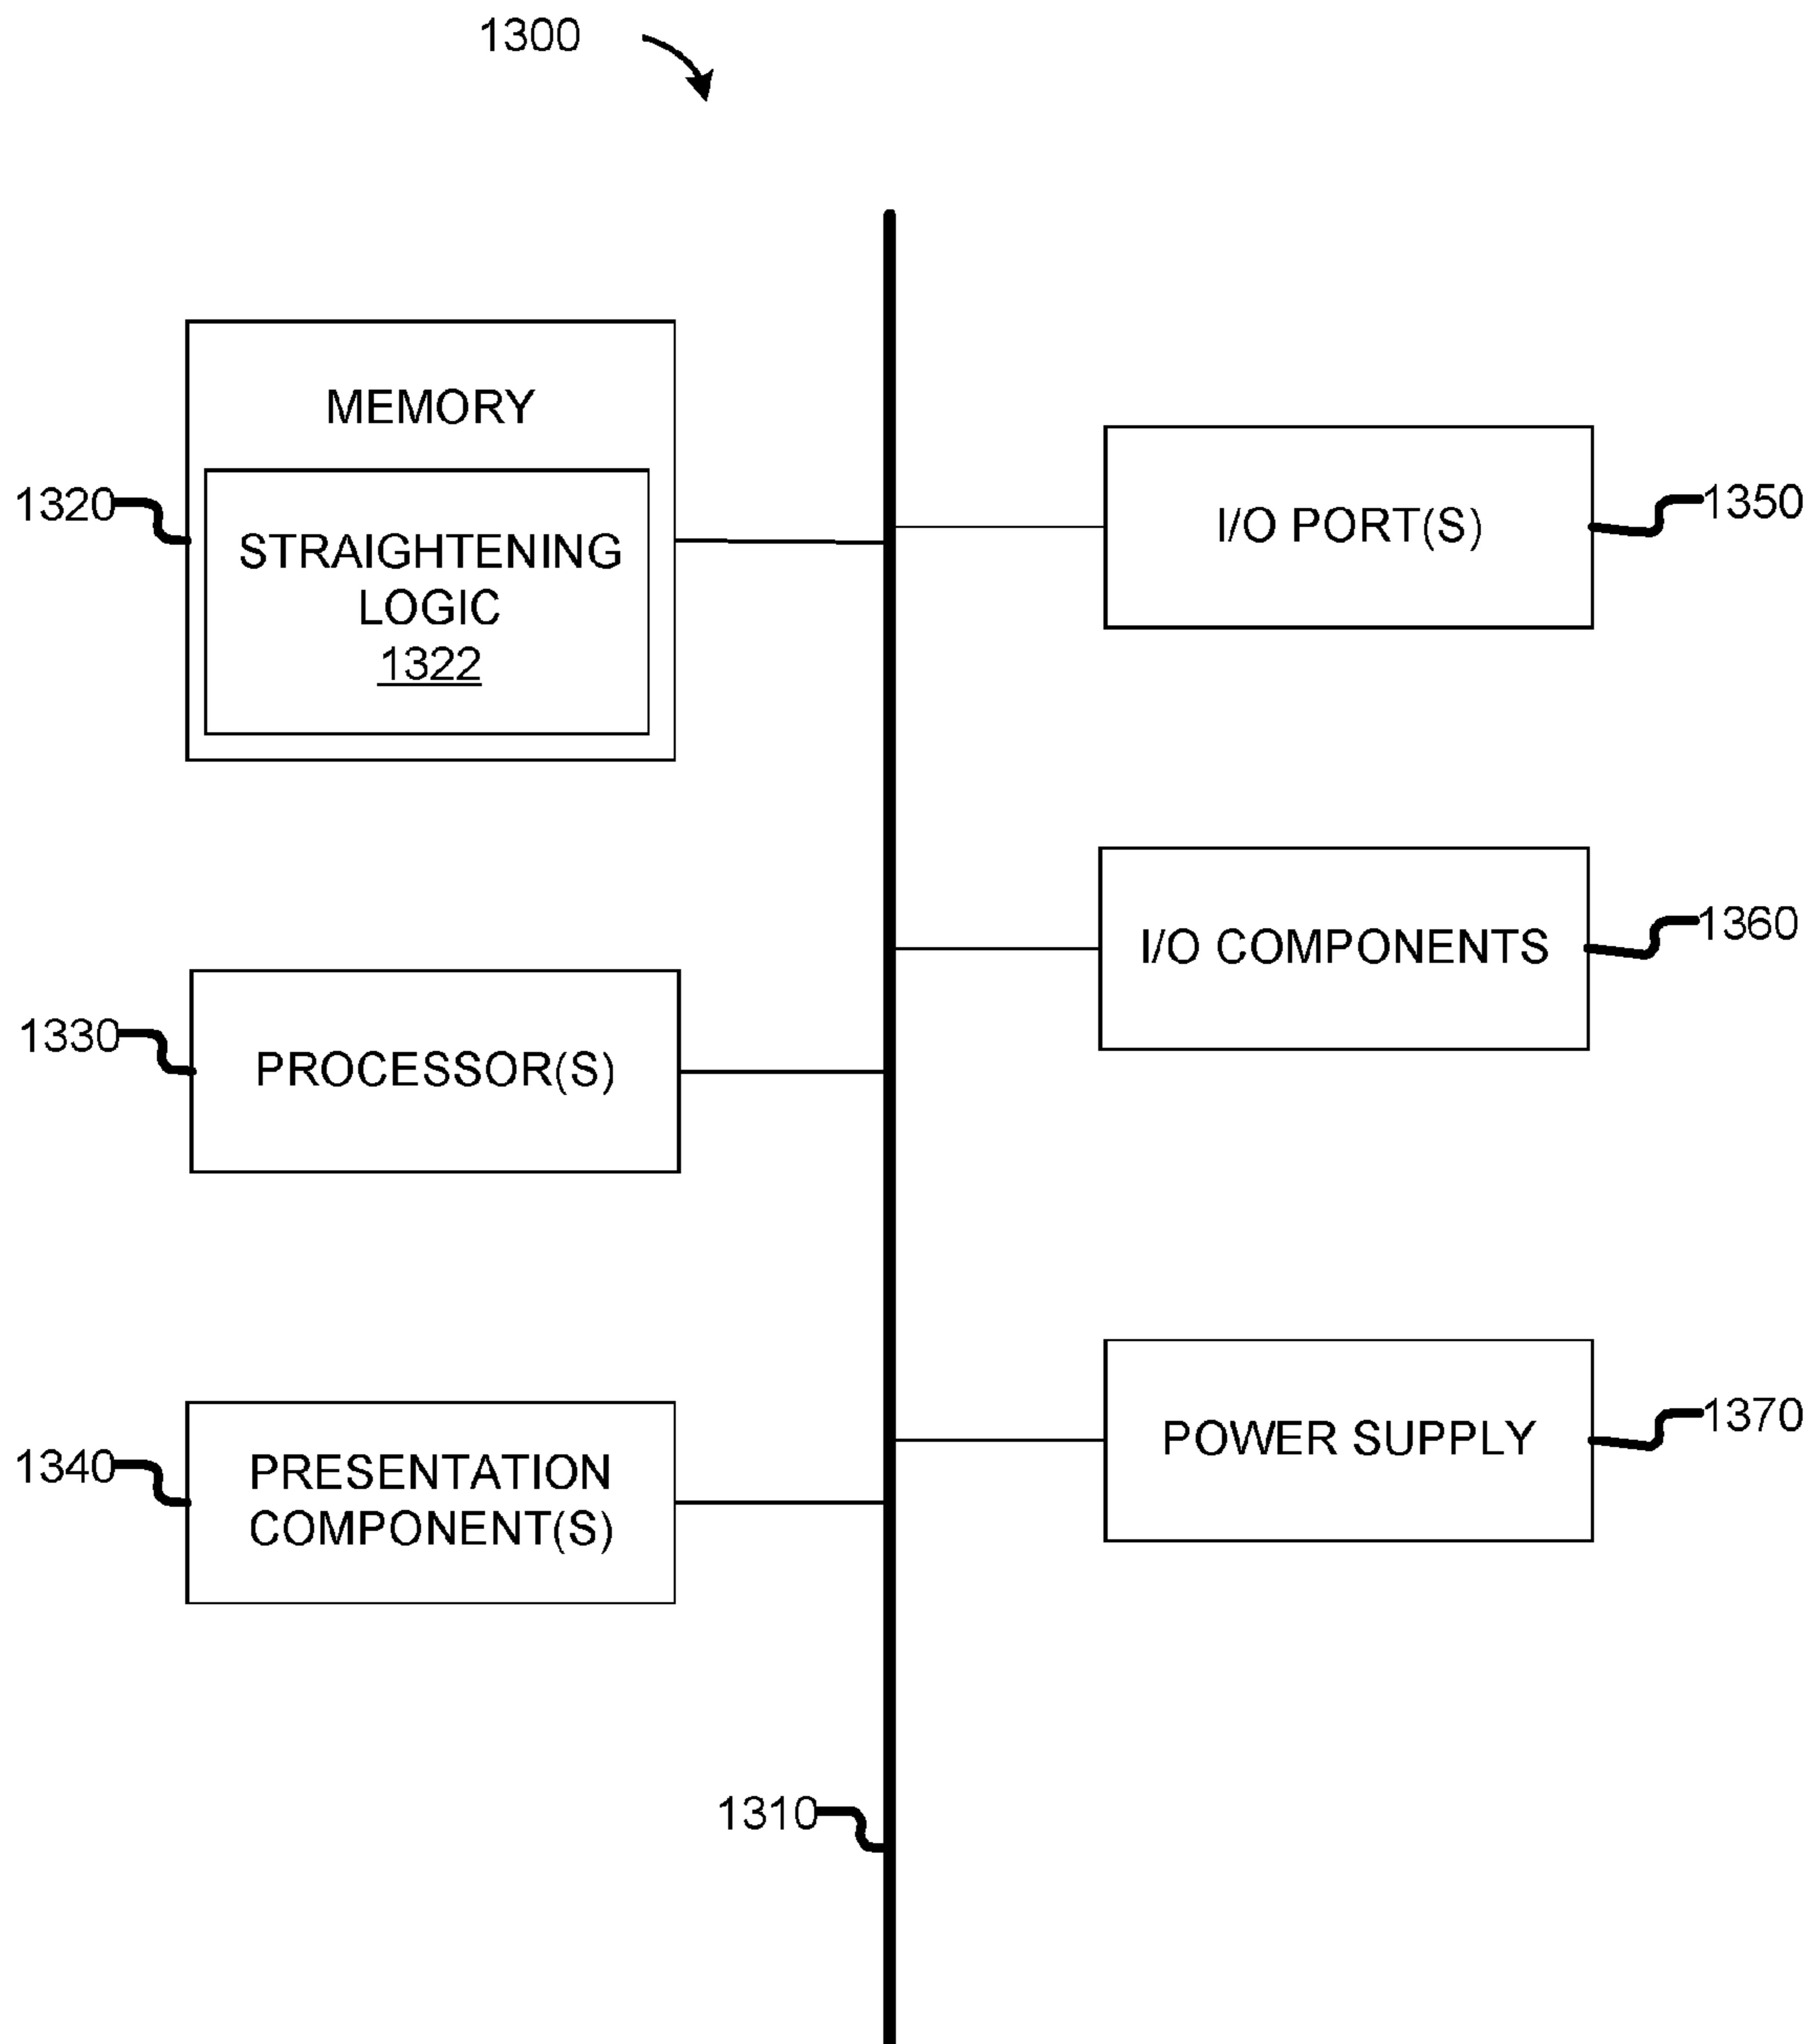 1300
MEMORY
1320
STRAIGHTENING
LOGIC
1322
I/O PORT(S)
1350
I/O COMPONENTS
1360
1330
PROCESSOR(S)
1340
PRESENTATION
COMPONENT(S)
POWER SUPPLY
1370
1310